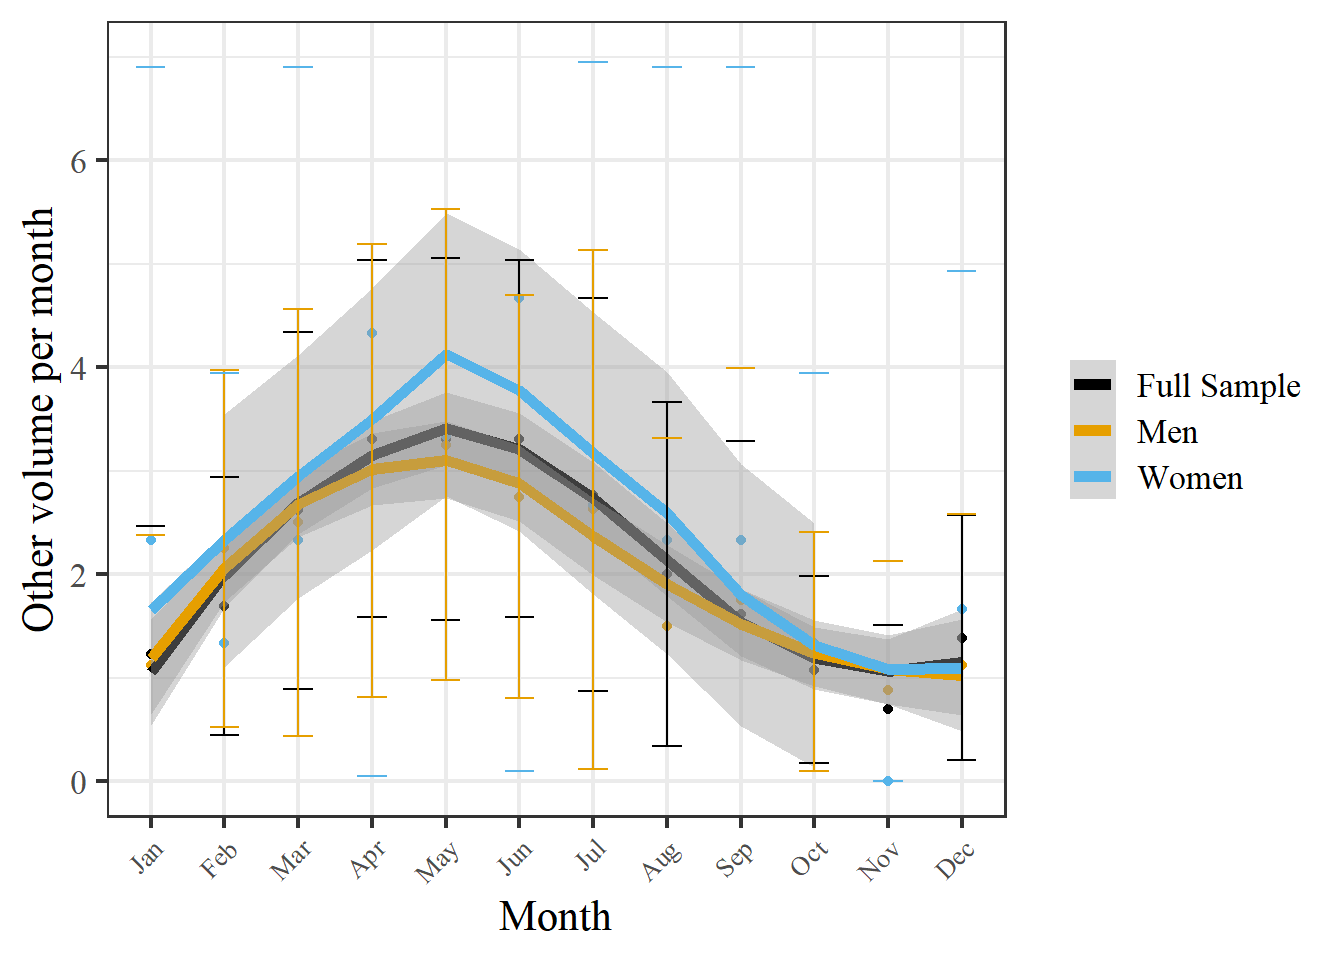 Other volume per month
6
4
2
0
Jan
Feb
Mar
Apr
May
Jun
Jul
Aug
Sep
Oct
Nov
Dec
Month
Full Sample
Men
Women